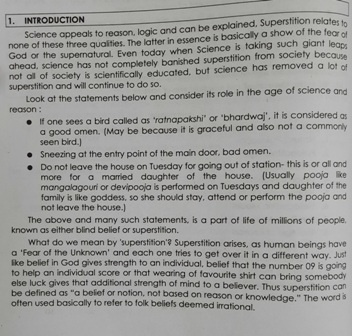 1. INTRODUCTION
Science appeals to reason, logic and can be explained, Superstition relates to
none of these three qualities. The latter in essence is basically a show of the fear of
God or the supernatural. Even today when Science is taking such giant leaps
ahead, science has not completely banished superstition from society because
not all of society is scientifically educated, but science has removed a lot of
superstition and will continue to do so.
Look at the statements below and consider its role in the age of science and
reason :
● If one sees a bird called as 'ratnapakshi' or 'bhardwaj', it is considered as
a good omen. (May be because it is graceful and also not a commonly
seen bird.)
● Sneezing at the entry point of the main door, bad omen.
● Do not leave the house on Tuesday for going out of station- this is or all and
more for a married daughter of the house. (Usually pooja like
mangalagouri or devipooja is performed on Tuesdays and daughter of the
family is like goddess, so she should stay, attend or perform the pooja and
not leave the house.)
The above and many such statements, is a part of life of millions of people,
known as either blind belief or superstition.
What do we mean by 'superstition'? Superstition arises, as human beings have
a 'Fear of the Unknown' and each one tries to get over it in a different way. Just
like belief in God gives strength to an individual, belief that the number 09 is going
to help an individual score or that wearing of favourite shirt can bring somebody
else luck gives that additional strength of mind to a believer. Thus superstition can
be defined as "a belief or notion, not based on reason or knowledge." The word is
often used basically to refer to folk beliefs deemed irrational.